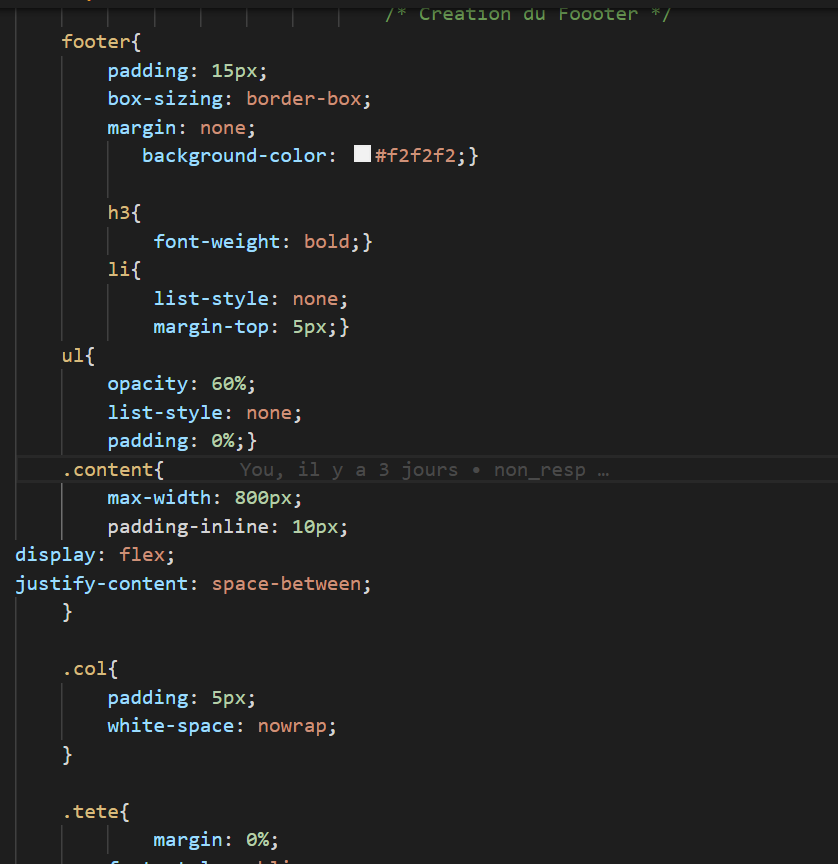 /* Creation du Foooter */
footer{
padding: 15px;
box-sizing: border-box;
margin: none;
background-color: #f2f2f2;}
h3{
font-weight: bold;}
li{
list-style: none;
margin-top: 5px;}
ul{
opacity: 60%;
list-style: none;
padding: 0%;}
.content{ You, il y a 3 jours • non_resp …
max-width: 800px;
padding-inline: 10px;
display: flex;
justify-content: space-between;
}
.col{
padding: 5px;
white-space: nowrap;
}
.tete{
margin: 0%;